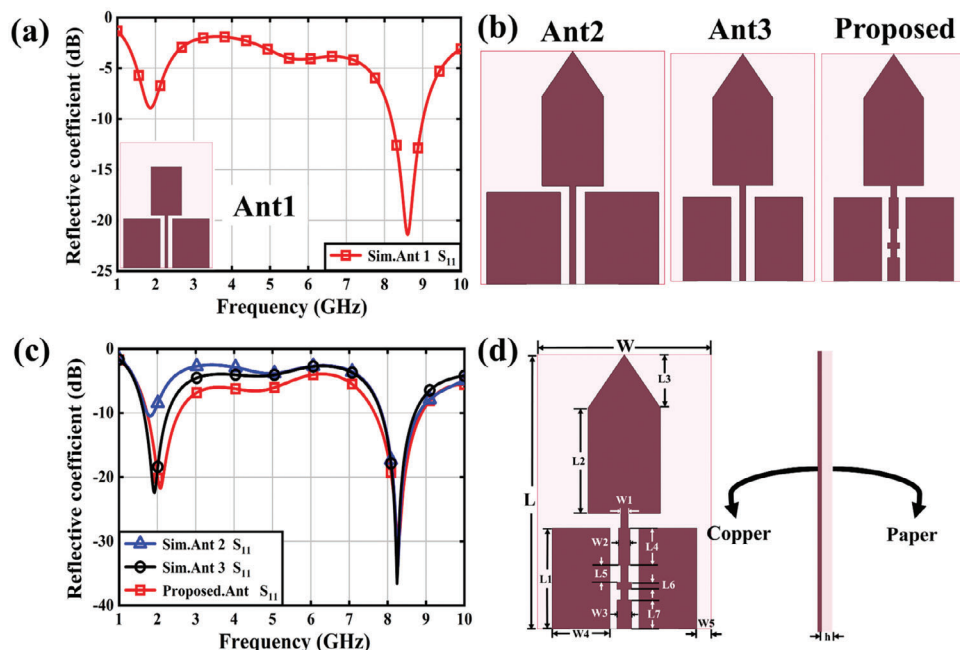 (a)
0
-5
-10
-15
-20
-25
Reflective coefficient (dB)
Ant1
Sim.Ant 1 S11
1 2 3 4 5 6 7 8 9 10
Frequency (GHz)
(b)
Ant2 Ant3 Proposed
(c)
0
-10
-20
-30
-40
Reflective coefficient (dB)
Sim.Ant 2 S11
Sim.Ant 3 S11
Proposed.Ant S11
1 2 3 4 5 6 7 8 9 10
Frequency (GHz)
(d)
W
L3
L2
L
W1
W2 L4
L5 L6
L1
W3 L7
W4 W5
Copper Paper
h